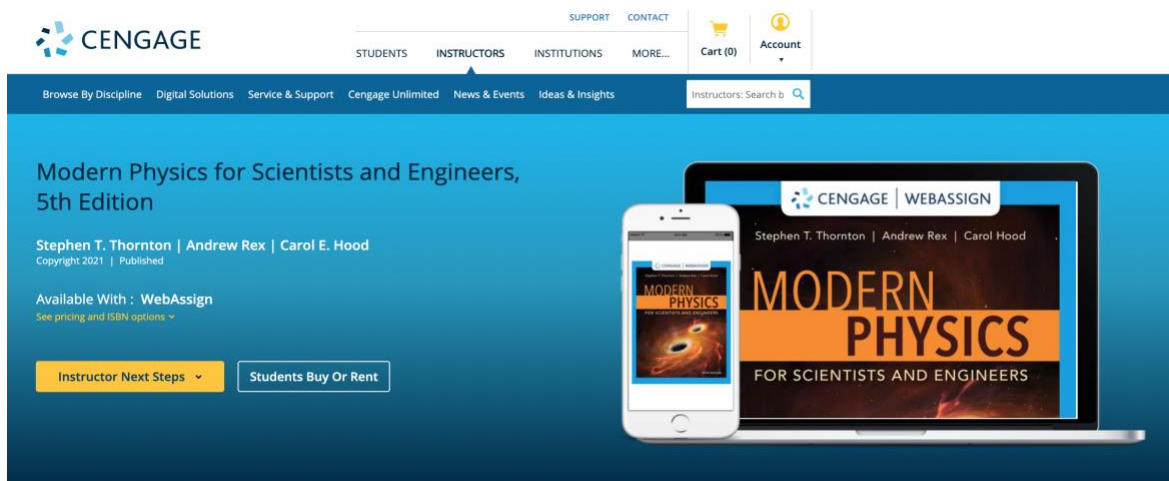 CENGAGE
SUPPORT CONTACT
STUDENTS INSTRUCTORS INSTITUTIONS MORE...
Cart (0)
Account
Browse By Discipline Digital Solutions Service & Support Cengage Unlimited News & Events Ideas & Insights
Instructors: Search b
Modern Physics for Scientists and Engineers,
5th Edition
Stephen T. Thornton | Andrew Rex | Carol E. Hood
Copyright 2021 | Published
Available With : WebAssign
See pricing and ISBN options
Instructor Next Steps
Students Buy Or Rent
MODERN
PHYSICS
FOR SCIENTISTS AND ENGINEERS
CENGAGE | WEBASSIGN
Stephen T. Thornton | Andrew Rex | Carol Hood
MODERN
PHYSICS
FOR SCIENTISTS AND ENGINEERS